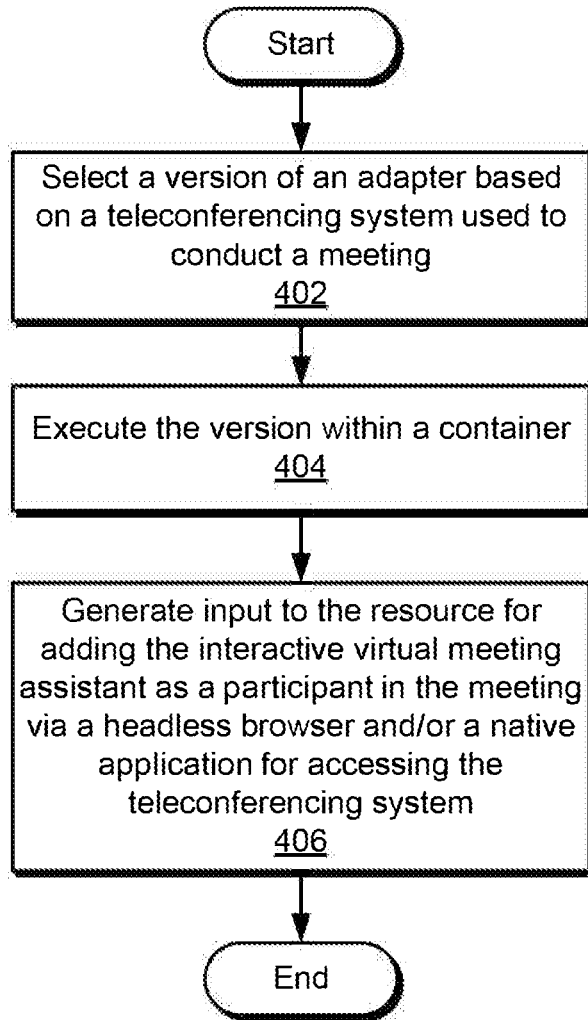 Start
Select a version of an adapter based
on a teleconferencing system used to
conduct a meeting
402
Execute the version within a container
404
Generate input to the resource for
adding the interactive virtual meeting
assistant as a participant in the meeting
via a headless browser and/or a native
application for accessing the
teleconferencing system
406
End